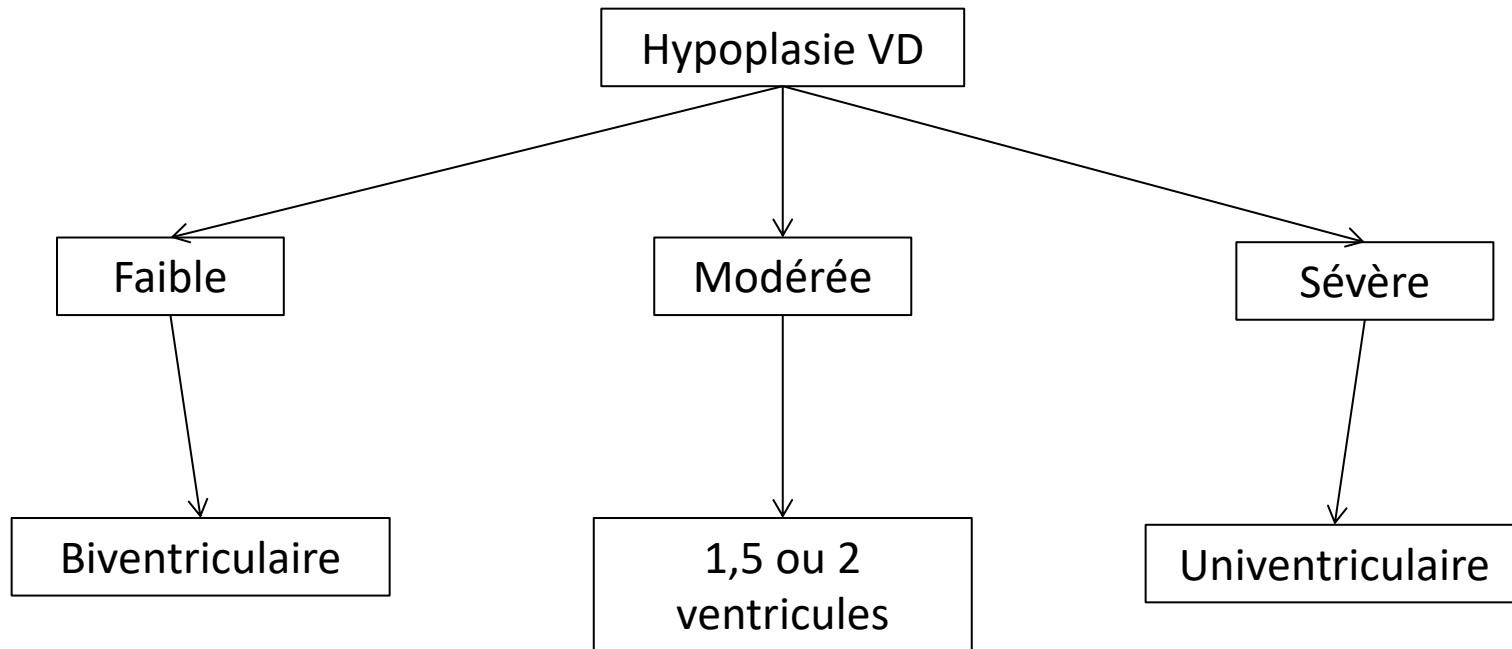 Hypoplasie VD
Faible
Modérée
Sévère
Biventriculaire
1,5 ou 2
ventricules
Univentriculaire